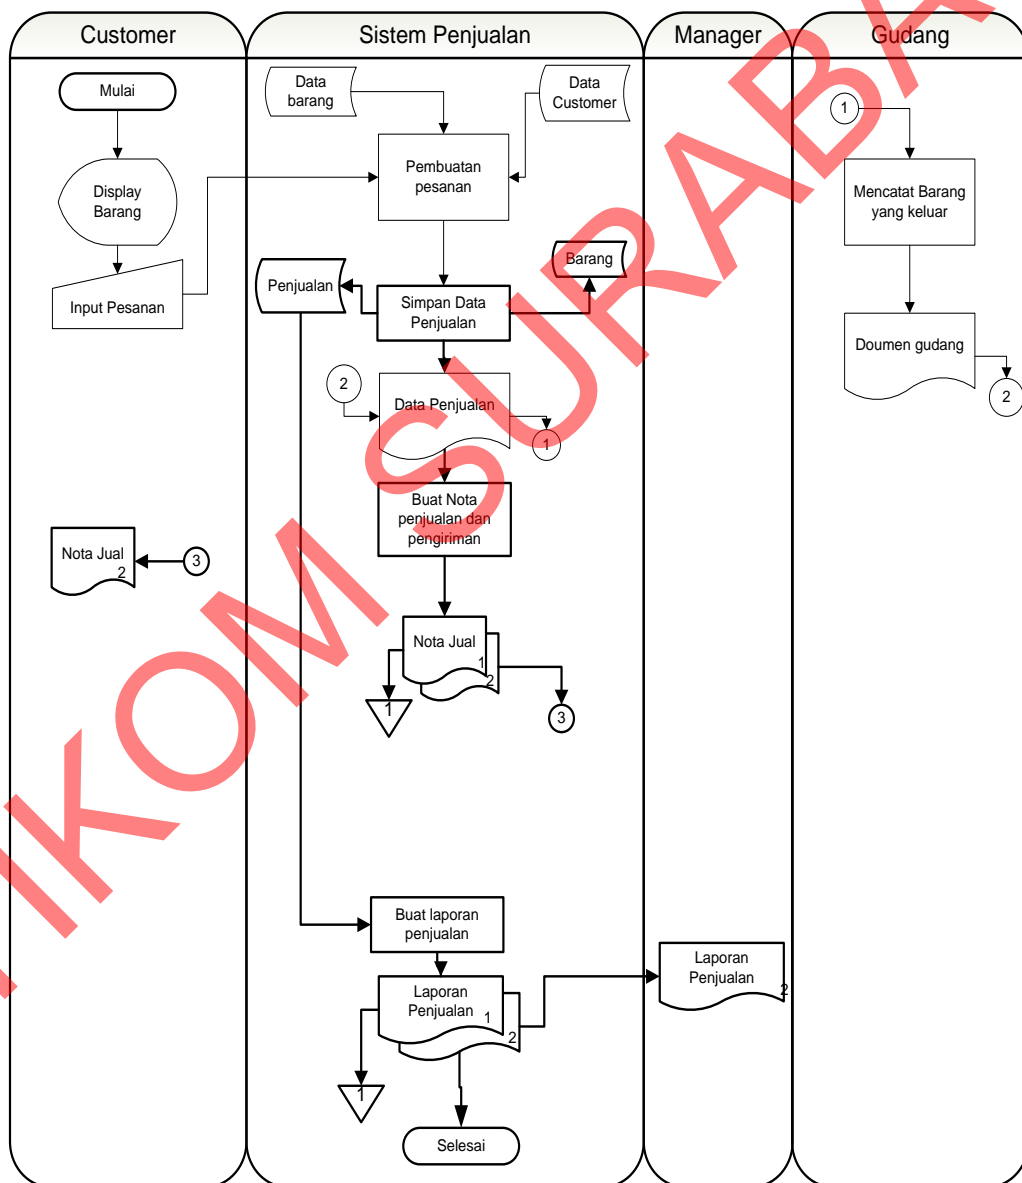 Customer
Sistem Penjualan
Manager
Gudang
Mulai
Data
barang
Data
Customer
1
Display
Barang
Pembuatan
pesanan
Mencatat Barang
yang keluar
Input Pesanan
Penjualan
Simpan Data
Penjualan
Barang
Doumen gudang
2
2
Data Penjualan
1
Buat Nota
penjualan dan
pengiriman
Nota Jual
2
3
Nota Jual
1
2
1
3
Buat laporan
penjualan
Laporan
Penjualan
1
2
Laporan
Penjualan
2
1
Selesai
IKOM SURABA